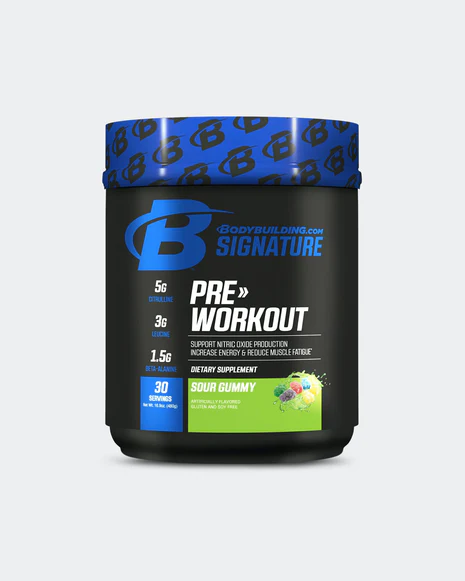 B
BODYBUILDING.COM
SIGNATURE
5G
CITRULLINE
3G
LEUCINE
1.5G
BETA-ALANINE
30
SERVINGS
PRE»
WORKOUT
SUPPORT NITRIC OXIDE PRODUCTION
INCREASE ENERGY & REDUCE MUSCLE FATIGUE*
DIETARY SUPPLEMENT
SOUR GUMMY
ARTIFICIALLY FLAVORED
GLUTEN AND SOY FREE